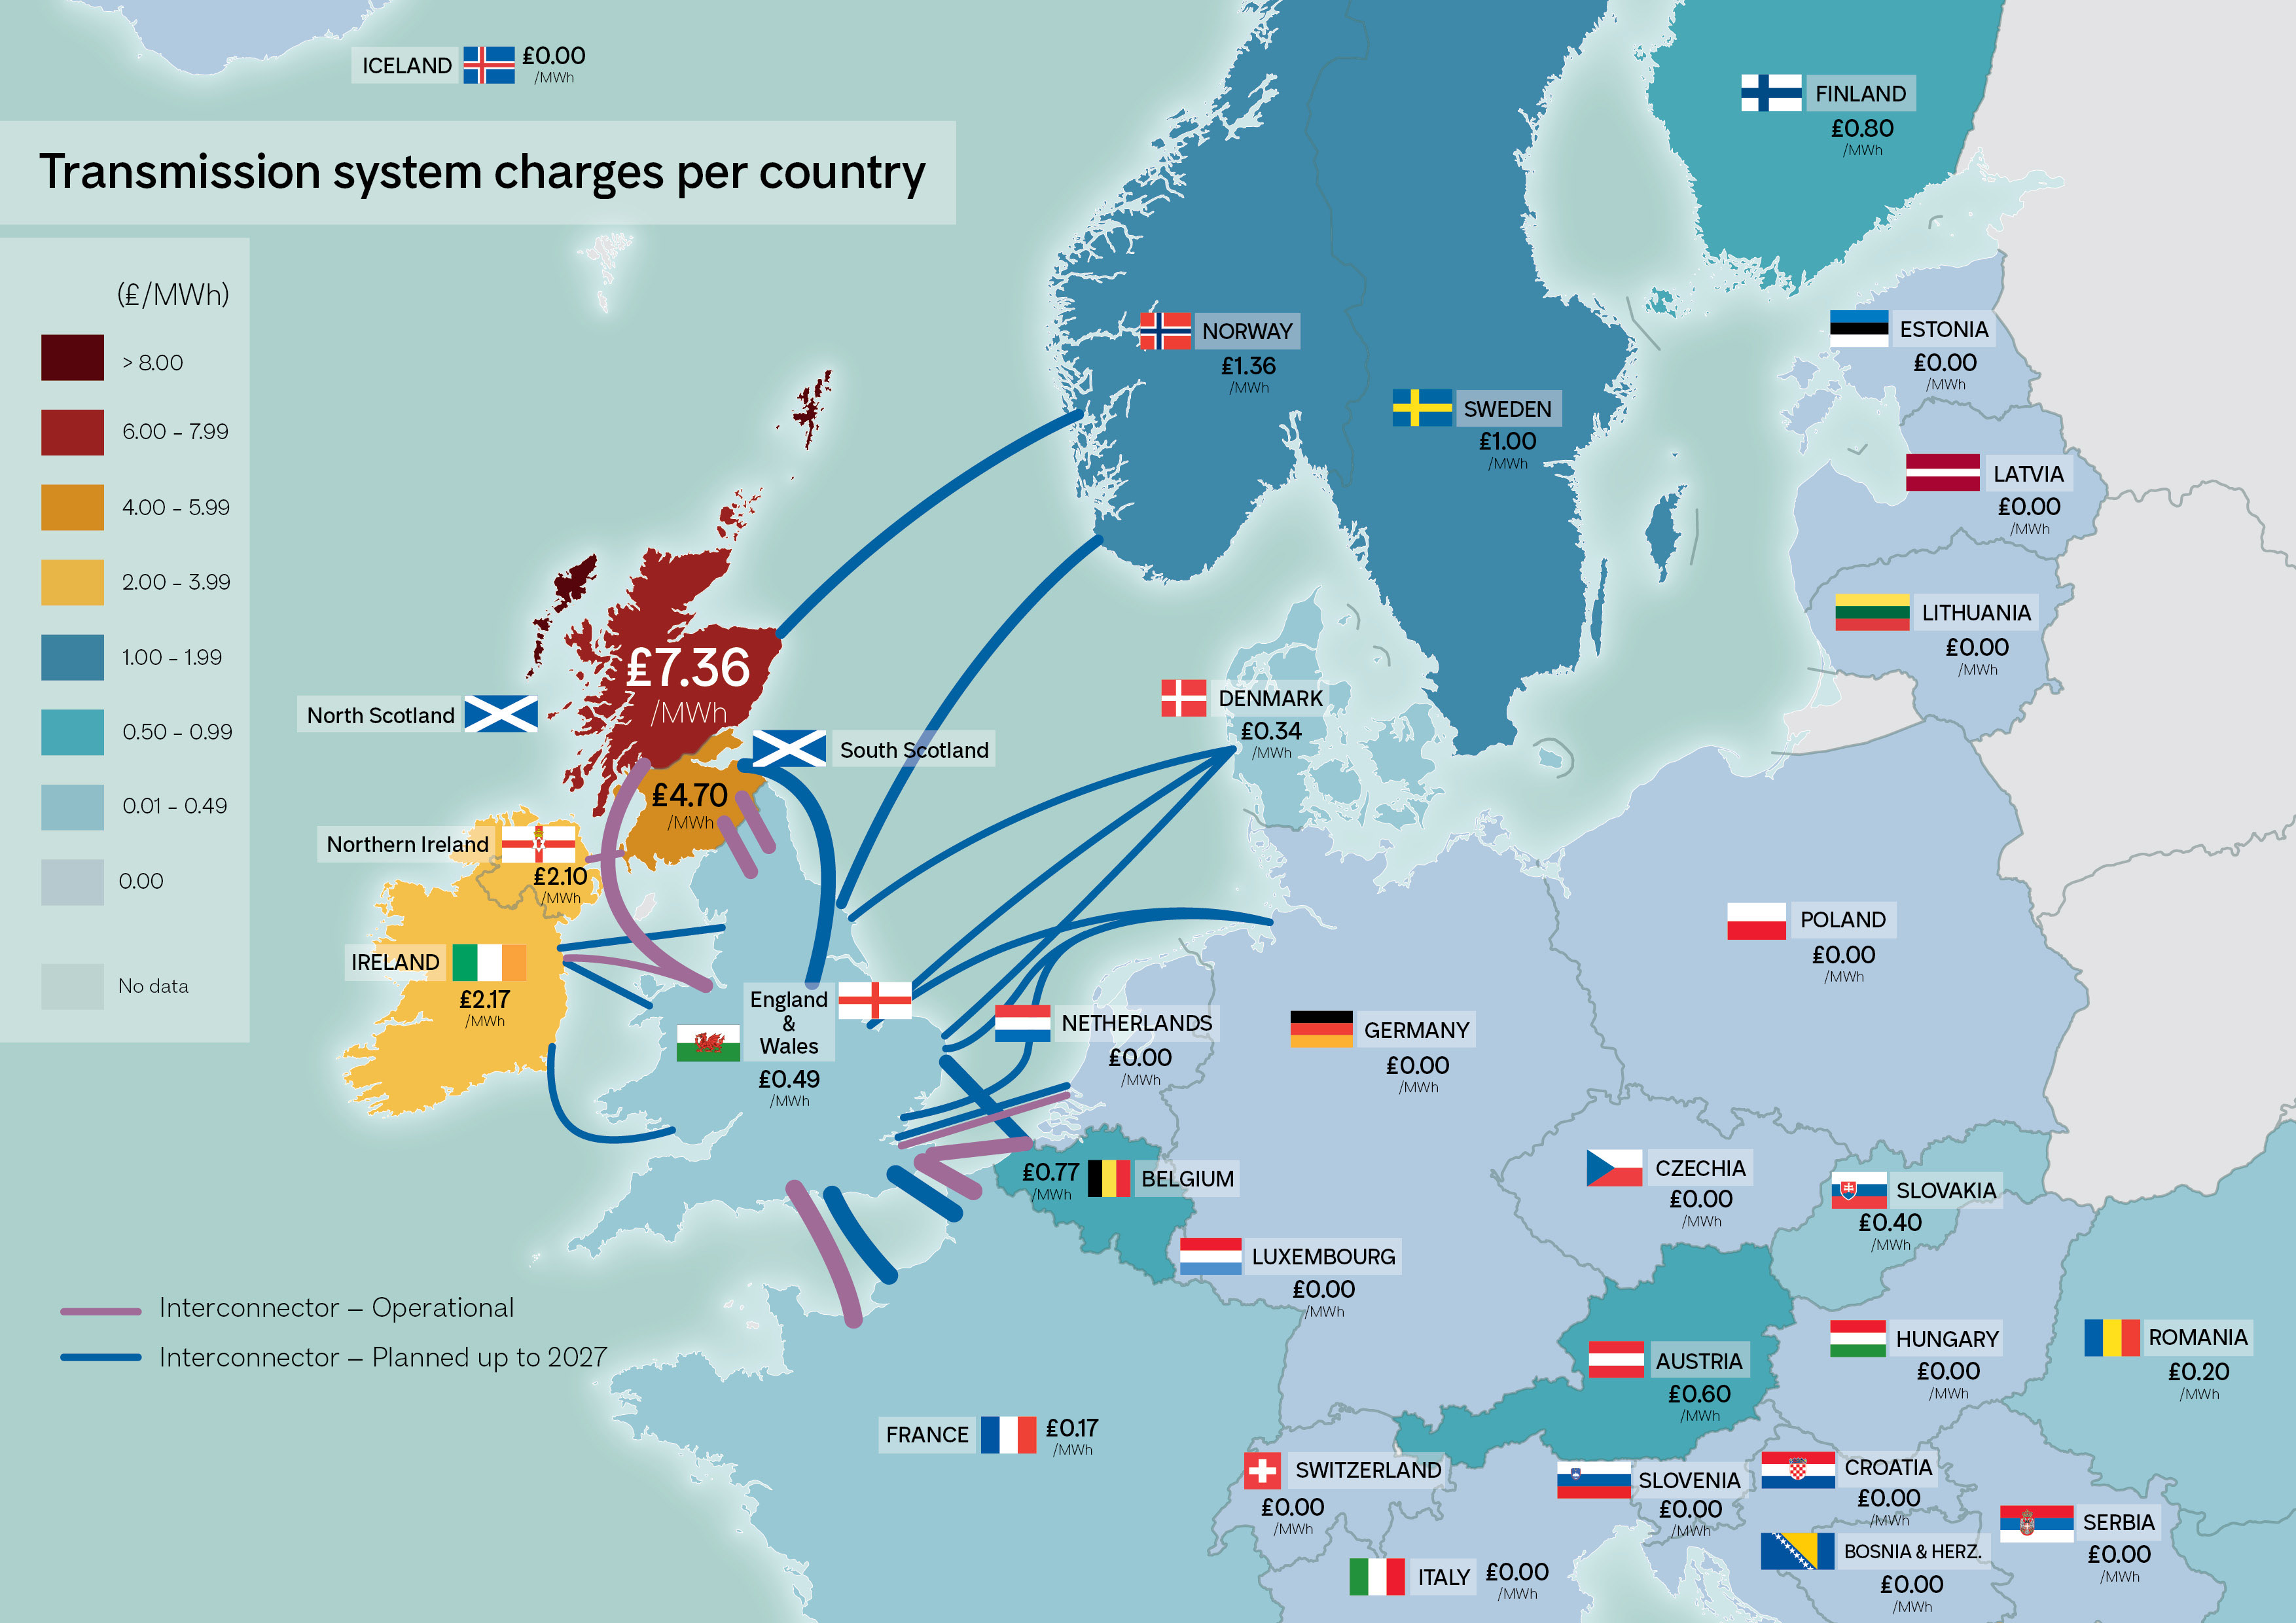 ICELAND
£0.00
/MWh
Transmission system charges per country
(£/MWh)
> 8.00
6.00 – 7.99
4.00 – 5.99
2.00 – 3.99
1.00 – 1.99
0.50 – 0.99
0.01 – 0.49
0.00
No data
FINLAND
£0.80
/MWh
NORWAY
£1.36
/MWh
SWEDEN
£1.00
/MWh
ESTONIA
£0.00
/MWh
LATVIA
£0.00
/MWh
LITHUANIA
£0.00
/MWh
North Scotland
£7.36
/MWh
South Scotland
£4.70
/MWh
DENMARK
£0.34
/MWh
Northern Ireland
£2.10
/MWh
IRELAND
£2.17
/MWh
England
&
Wales
£0.49
/MWh
NETHERLANDS
£0.00
/MWh
GERMANY
£0.00
/MWh
POLAND
£0.00
/MWh
£0.77
/MWh
BELGIUM
LUXEMBOURG
£0.00
/MWh
CZECHIA
£0.00
/MWh
SLOVAKIA
£0.40
/MWh
Interconnector – Operational
Interconnector – Planned up to 2027
AUSTRIA
£0.60
/MWh
HUNGARY
£0.00
/MWh
ROMANIA
£0.20
/MWh
FRANCE
£0.17
/MWh
SWITZERLAND
£0.00
/MWh
SLOVENIA
£0.00
/MWh
CROATIA
£0.00
/MWh
SERBIA
£0.00
/MWh
ITALY
£0.00
/MWh
BOSNIA & HERZ.
£0.00
/MWh